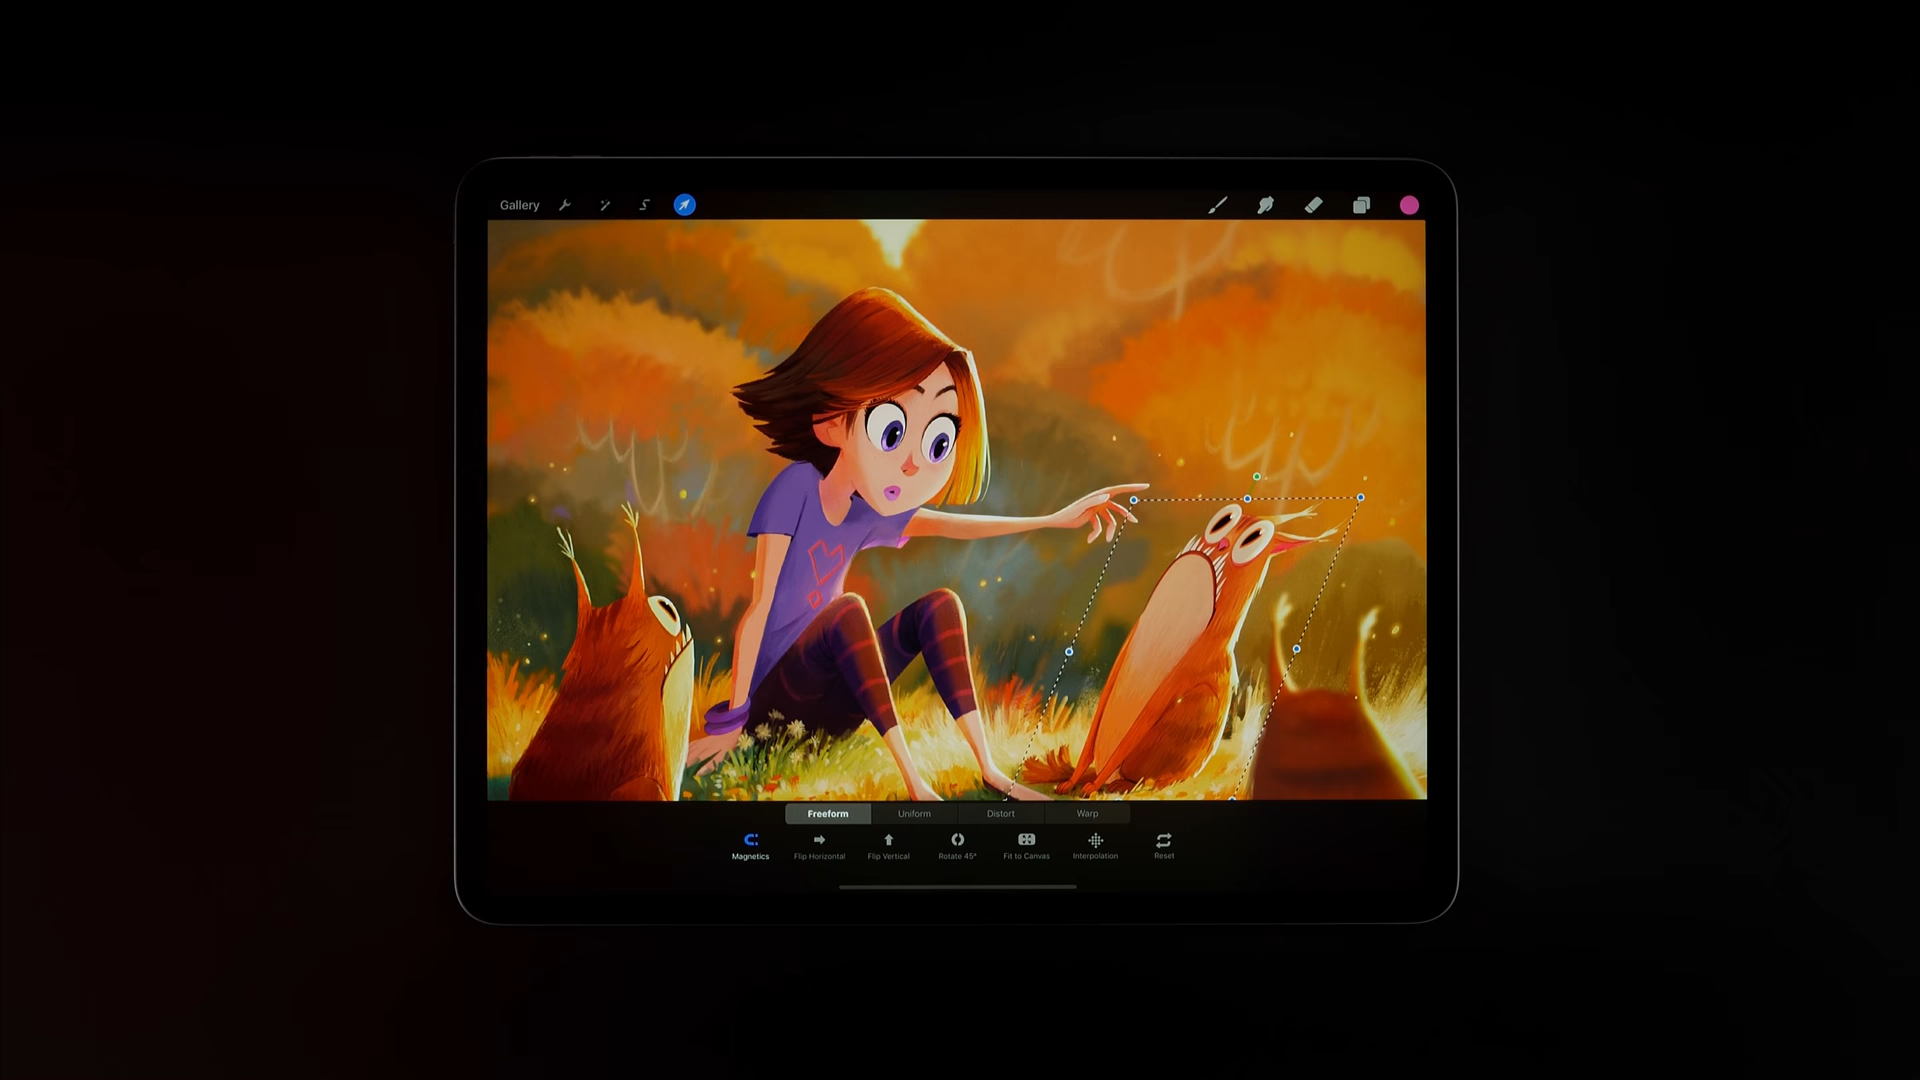 Gallery
Freeform Uniform Distort Warp
Magnetics Flip Horizontal Flip Vertical Rotate 45° Fit to Canvas Interpolation Reset